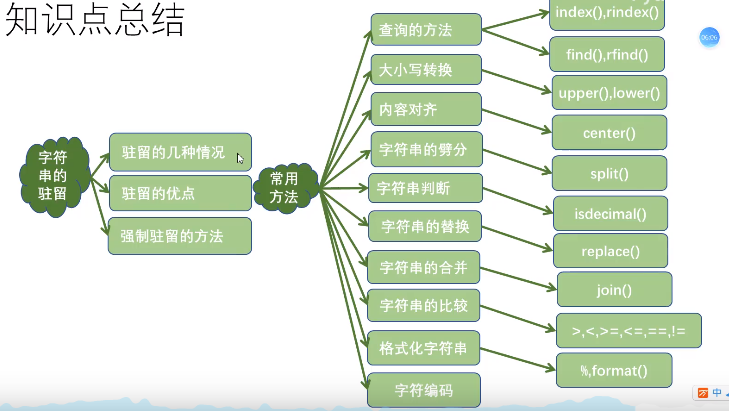 知识点总结
字符
串的
驻留
驻留的几种情况
驻留的优点
强制驻留的方法
常用
方法
查询的方法
index(),rindex()
find(),rfind()
大小写转换
upper(),lower()
内容对齐
center()
字符串的劈分
split()
字符串判断
isdecimal()
字符串的替换
replace()
字符串的合并
join()
字符串的比较
>,<,>=,<=,==,!=
格式化字符串
%,format()
字符编码
06:06
中